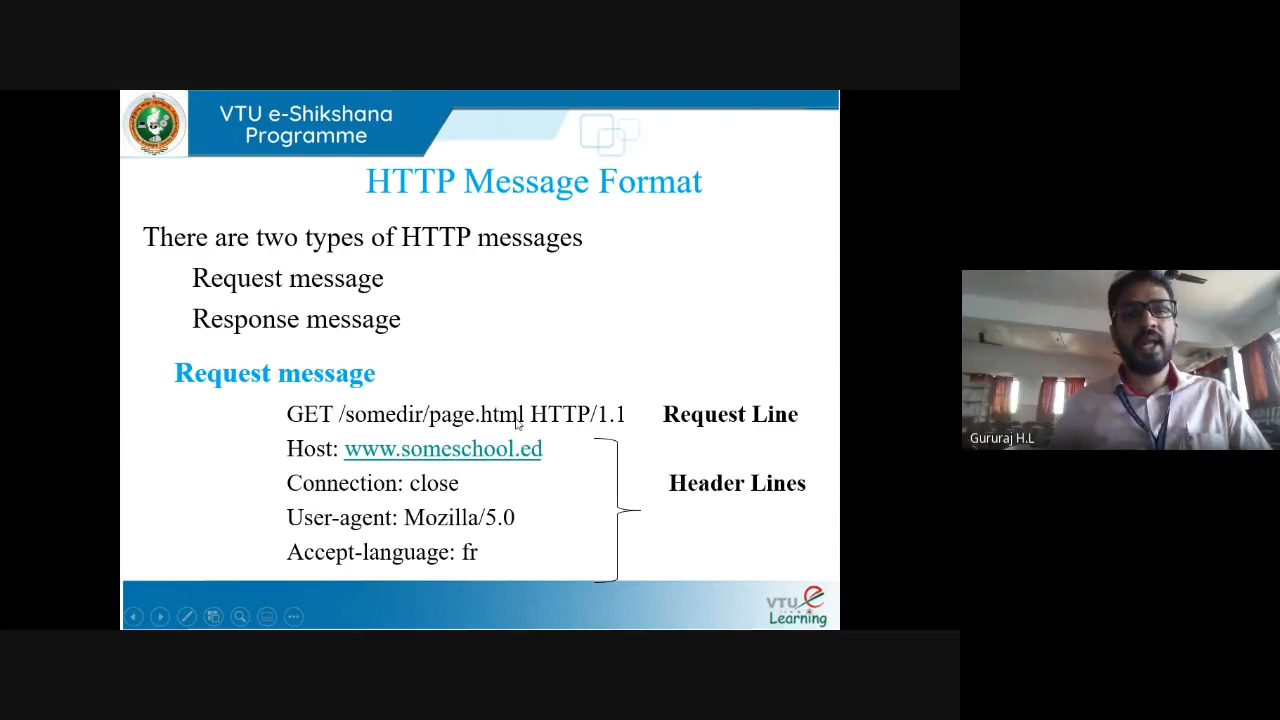 VTU e-Shikshana
Programme
HTTP Message Format
There are two types of HTTP messages
Request message
Response message
Request message
GET /somedir/page.html HTTP/1.1 Request Line
Host: www.someschool.ed
Connection: close Header Lines
User-agent: Mozilla/5.0
Accept-language: fr
VTU e
Learning
Gururaj H.L